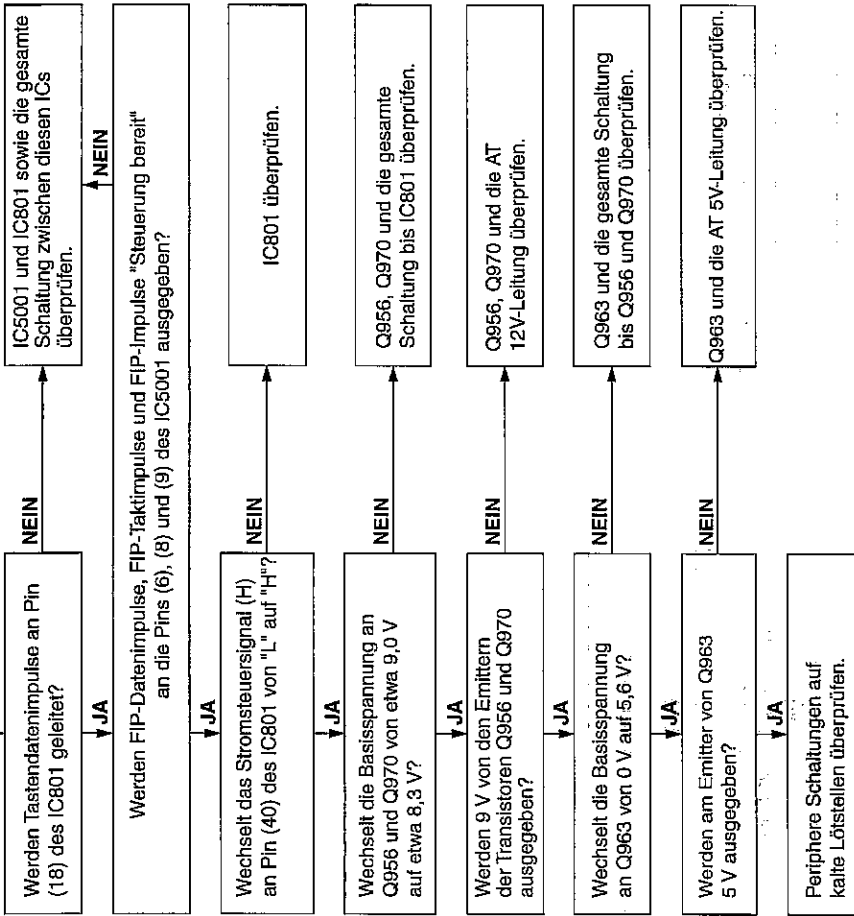 Werden Tastendatenimpulse an Pin
(18) des IC801 geleitet?
NEIN
IC5001 und IC801 sowie die gesamte
Schaltung zwischen diesen ICs
überprüfen.
JA
NEIN
Werden FIP-Datenimpulse, FIP-Taktimpulse und FIP-Impulse "Steuerung bereit"
an die Pins (6), (8) und (9) des IC5001 ausgegeben?
JA
Wechselt das Stromsteuersignal (H)
an Pin (40) des IC801 von "L" auf "H"?
NEIN
IC801 überprüfen.
JA
Wechselt die Basisspannung an
Q956 und Q970 von etwa 9,0 V
auf etwa 8,3 V?
NEIN
Q956, Q970 und die gesamte
Schaltung bis IC801 überprüfen.
JA
Werden 9 V von den Emittern
der Transistoren Q956 und Q970
ausgegeben?
NEIN
Q956, Q970 und die AT
12V-Leitung überprüfen.
JA
Wechselt die Basisspannung
an Q963 von 0 V auf 5,6 V?
NEIN
Q963 und die gesamte Schaltung
bis Q956 und Q970 überprüfen.
JA
Werden am Emitter von Q963
5 V ausgegeben?
NEIN
Q963 und die AT 5V-Leitung überprüfen.
JA
Periphere Schaltungen auf
kalte Lötstellen überprüfen.